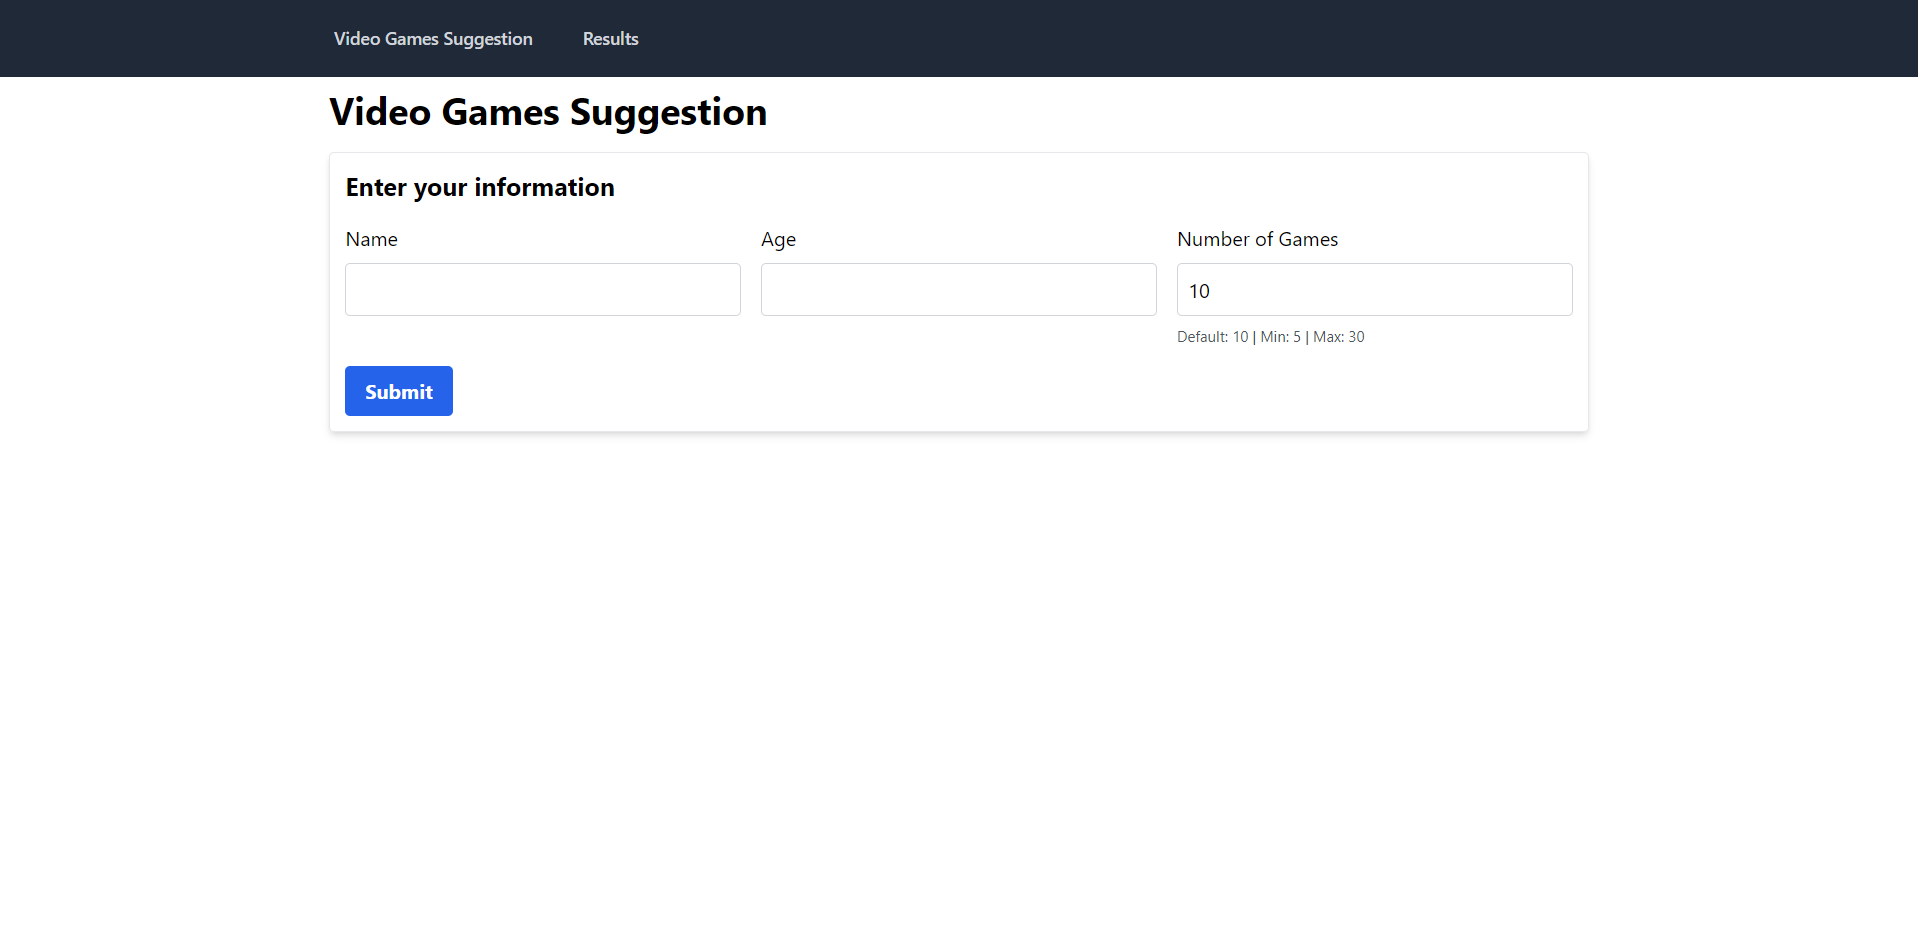 Video Games Suggestion Results
Video Games Suggestion
Enter your information
Name Age Number of Games
10
Default: 10 | Min: 5 | Max: 30
Submit